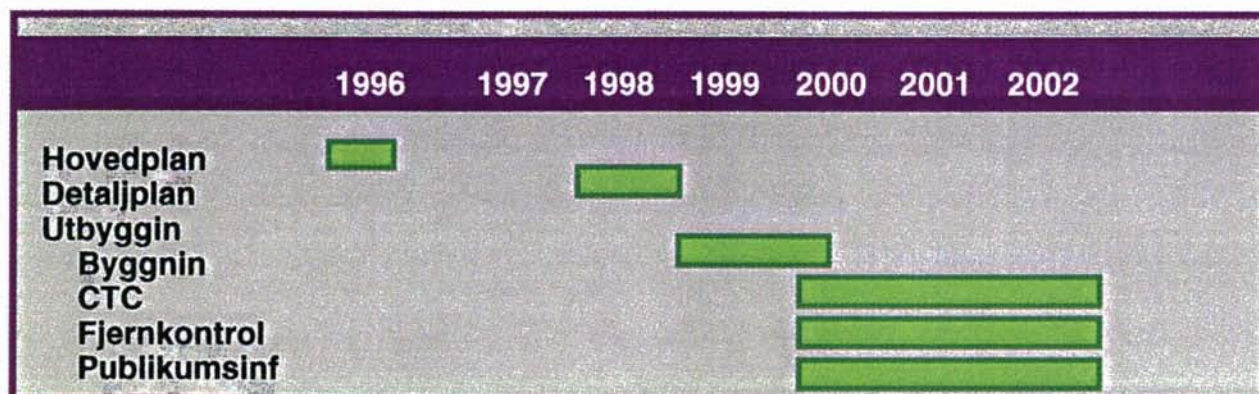 1996 1997 1998 1999 2000 2001 2002
Hovedplan
Detaljplan
Utbyggin
Byggnin
CTC
Fjernkontrol
Publikumsinf